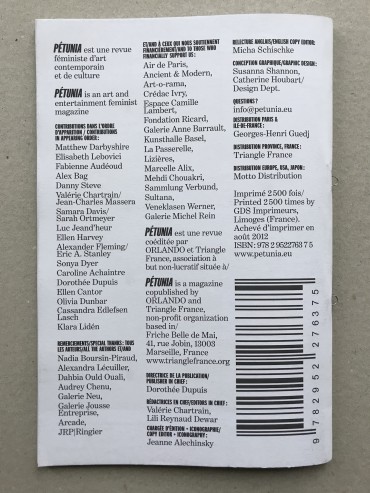 PÉTUNIA est une revue
féministe d'art
contemporain
et de culture
PÉTUNIA is an art and
entertainment feminist
magazine
CONTRIBUTIONS DANS L'ORDRE
D'APPARITION / CONTRIBUTIONS
IN APPEARING ORDER :
Matthew Darbyshire
Elisabeth Lebovici
Fabienne Audéoud
Alex Bag
Danny Steve
Valérie Chartrain/
Jean-Charles Massera
Samara Davis/
Sarah Ortmeyer
Luc Jeand'heur
Ellen Harvey
Alexander Fleming/
Eric A. Stanley
Sonya Dyer
Caroline Achaintre
Dorothée Dupuis
Ellen Cantor
Olivia Dunbar
Cassandra Edlefsen
Lasch
Klara Lidén
REMERCIEMENTS/SPECIAL THANKS : TOUS
LES AUTEURS/ALL THE AUTHORS ET/AND
Nadia Boursin-Piraud,
Alexandra Lécuiller,
Dahbia Ould Ouali,
Audrey Chenu,
Galerie Neu,
Galerie Jousse
Entreprise,
Arcade,
JRP|Ringier
ET/AND À CEUX QUI NOUS SOUTIENNENT
FINANCIÈREMENT/AND TO THOSE WHO
FINANCIALLY SUPPORT US :
Air de Paris,
Ancient & Modern,
Art-o-rama,
Crédac Ivry,
Espace Camille
Lambert,
Fondation Ricard,
Galerie Anne Barrault,
Kunsthalle Basel,
La Passerelle,
Lizières,
Marcelle Alix,
Mehdi Chouakri,
Sammlung Verbund,
Sultana,
Veneklasen Werner,
Galerie Michel Rein
PÉTUNIA est une revue
coéditée par
ORLANDO et Triangle
France, association à
but non-lucratif située à/
PÉTUNIA is a magazine
copublished by
ORLANDO and
Triangle France,
non-profit organization
based in/
Friche Belle de Mai,
41, rue Jobin, 13003
Marseille, France
www.trianglefrance.org
DIRECTRICE DE LA PUBLICATION/
PUBLISHER IN CHIEF :
Dorothée Dupuis
RÉDACTRICES EN CHEF/EDITORS IN CHIEF :
Valérie Chartrain,
Lili Reynaud Dewar
CHARGÉE D'ÉDITION + ICONOGRAPHIE/
COPY EDITOR + ICONOGRAPHY :
Jeanne Alechinsky
RELECTURE ANGLAIS/ENGLISH COPY EDITOR:
Micha Schischke
CONCEPTION GRAPHIQUE/GRAPHIC DESIGN :
Susanna Shannon,
Catherine Houbart/
Design Dept.
QUESTIONS ?
info@petunia.eu
DISTRIBUTION PARIS &
ILE-DE-FRANCE :
Georges-Henri Guedj
DISTRIBUTION PROVINCE, FRANCE :
Triangle France
DISTRIBUTION EUROPE, USA, JAPON :
Motto Distribution
Imprimé 2500 fois/
Printed 2500 times by
GDS Imprimeurs,
Limoges (France).
Achevé d'imprimer en
août 2012
ISBN : 978 2 9522763 7 5
www.petunia.eu
9 782952 276375